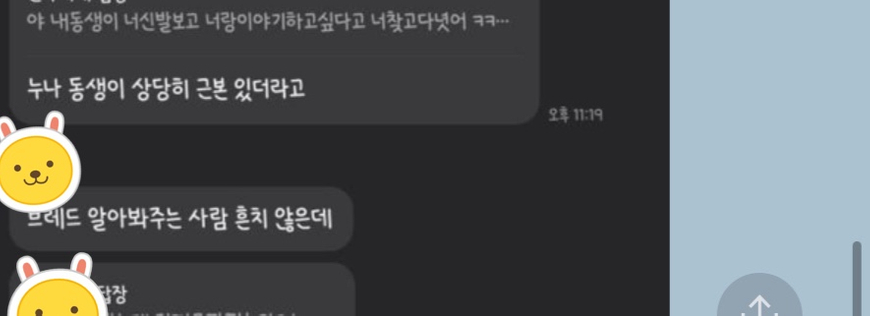 야 내동생이 너신발보고 너랑이야기하고싶다고 너찾고다녓어 ㅋㅋ…
누나 동생이 상당히 근본 있더라고
오후 11:19
브레드 알아봐주는 사람 흔치 않은데
답장